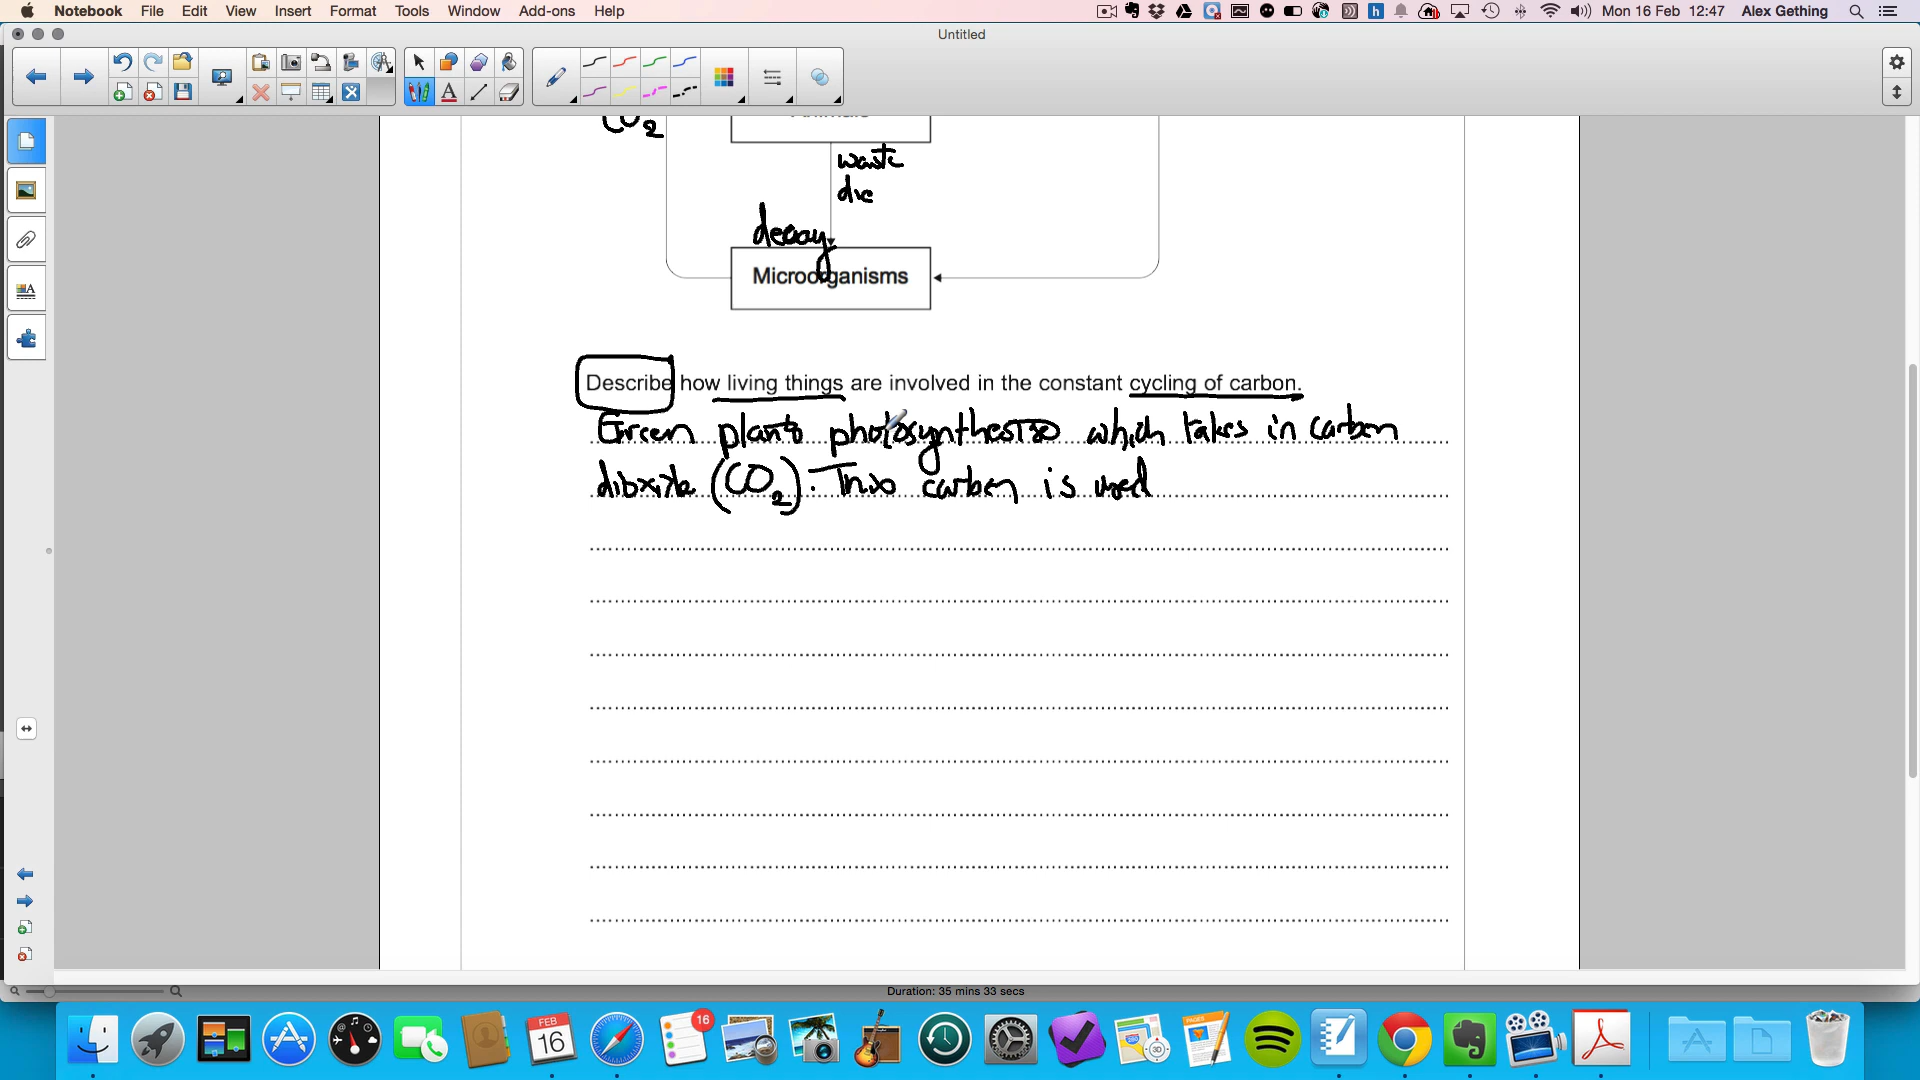 Notebook File Edit View Insert Format Tools Window Add-ons Help Mon 16 Feb 12:47 Alex Gething
Untitled
CO2
waste
die
decay
Microorganisms
Describe how living things are involved in the constant cycling of carbon.
Green plants photosynthesise which takes in carbon
dioxide (CO2). This carbon is used
Duration: 35 mins 33 secs
FEB
16
16